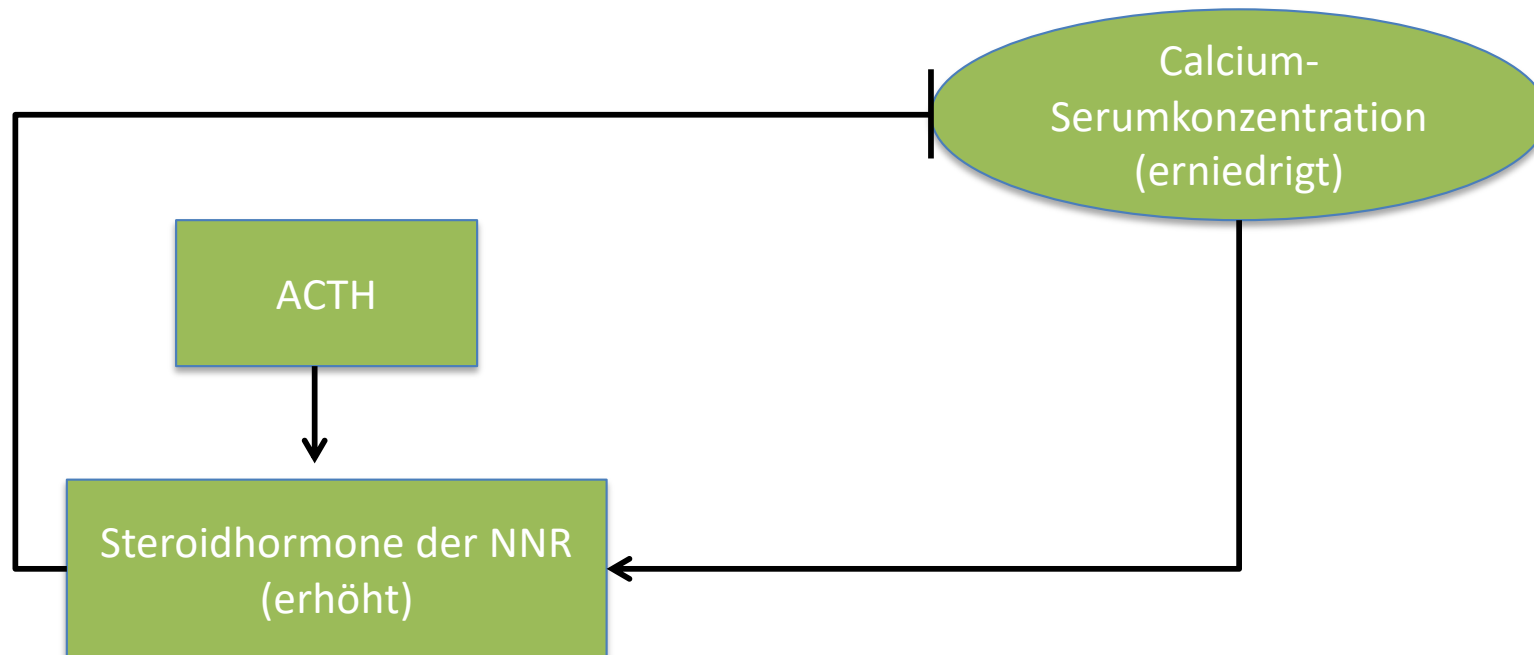 Calcium-
Serumkonzentration
(erniedrigt)
ACTH
Steroidhormone der NNR
(erhöht)